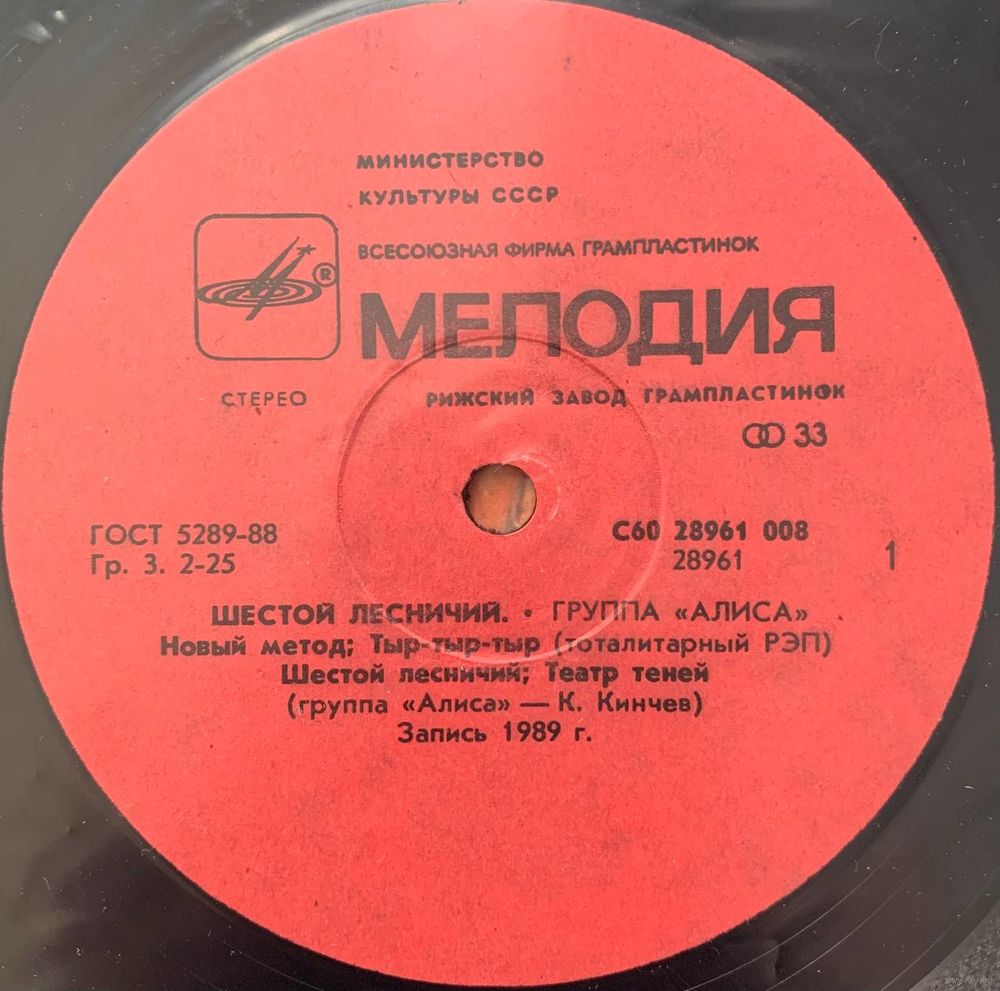 МИНИСТЕРСТВО
КУЛЬТУРЫ СССР
ВСЕСОЮЗНАЯ ФИРМА ГРАМПЛАСТИНОК
®
МЕЛОДИЯ
СТЕРЕО РИЖСКИЙ ЗАВОД ГРАМПЛАСТИНОК
33
ГОСТ 5289-88 С60 28961 008
Гр. 3. 2-25 28961 1
ШЕСТОЙ ЛЕСНИЧИЙ. • ГРУППА «АЛИСА»
Новый метод; Тыр-тыр-тыр (тоталитарный РЭП)
Шестой лесничий; Театр теней
(группа «Алиса» — К. Кинчев)
Запись 1989 г.